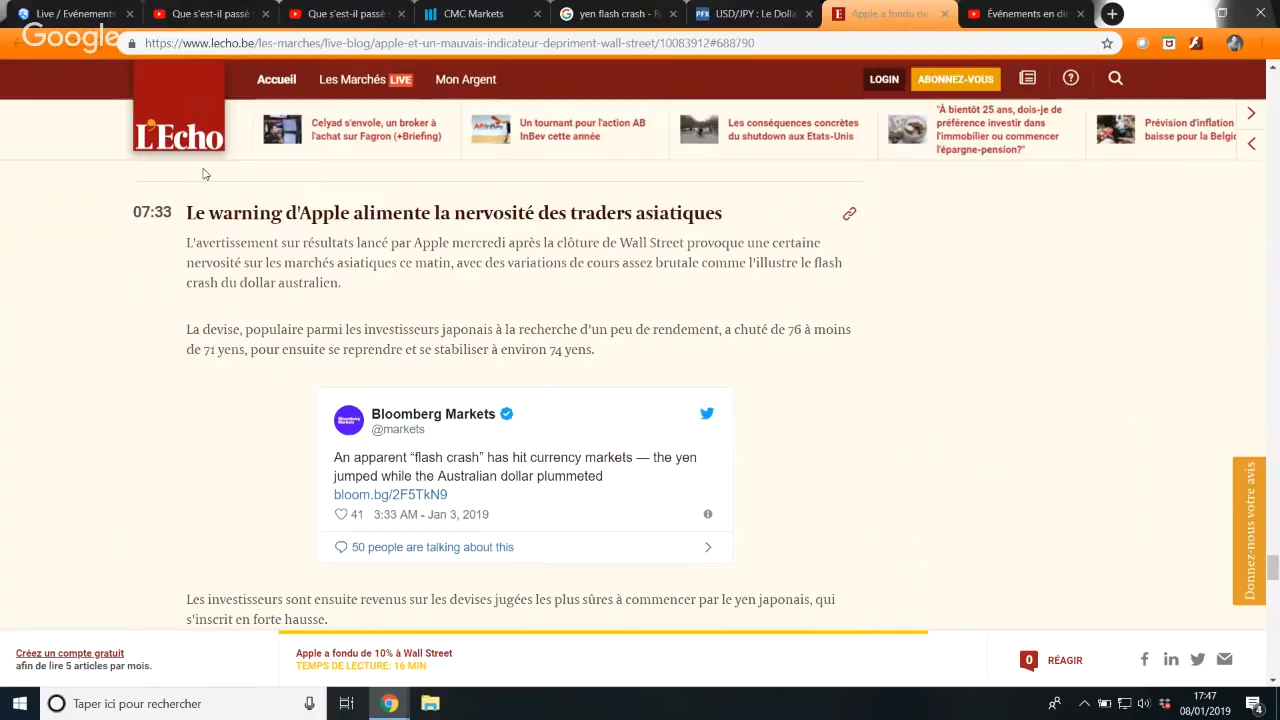 Live / Événements
Que s'est-il passé
Que s'est-il passé
CMC Markets
yen flash crash - R
USD/JPY : Le Dolla
Apple a fondu de
Événements en dir
Google
https://www.lecho.be/les-marches/live-blog/apple-et-un-mauvais-indicateur-depriment-wall-street/10083912#688790
L'Echo
Accueil
Les Marchés LIVE
Mon Argent
LOGIN
ABONNEZ-VOUS
Celyad s'envole, un broker à
l'achat sur Fagron (+Briefing)
Un tournant pour l'action AB
InBev cette année
Les conséquences concrètes
du shutdown aux Etats-Unis
"À bientôt 25 ans, dois-je de
préférence investir dans
l'immobilier ou commencer
l'épargne-pension?"
Prévision d'inflation
baisse pour la Belgic
07:33 Le warning d'Apple alimente la nervosité des traders asiatiques
L'avertissement sur résultats lancé par Apple mercredi après la clôture de Wall Street provoque une certaine
nervosité sur les marchés asiatiques ce matin, avec des variations de cours assez brutale comme l'illustre le flash
crash du dollar australien.
La devise, populaire parmi les investisseurs japonais à la recherche d'un peu de rendement, a chuté de 76 à moins
de 71 yens, pour ensuite se reprendre et se stabiliser à environ 74 yens.
Bloomberg Markets
@markets
An apparent “flash crash” has hit currency markets — the yen
jumped while the Australian dollar plummeted
bloom.bg/2F5TkN9
41 3:33 AM - Jan 3, 2019
50 people are talking about this
Les investisseurs sont ensuite revenus sur les devises jugées les plus sûres à commencer par le yen japonais, qui
s'inscrit en forte hausse.
Donnez-nous votre avis
Créez un compte gratuit
afin de lire 5 articles par mois.
Apple a fondu de 10% à Wall Street
TEMPS DE LECTURE: 16 MIN
0 RÉAGIR
Taper ici pour rechercher
17:47
08/01/2019
4